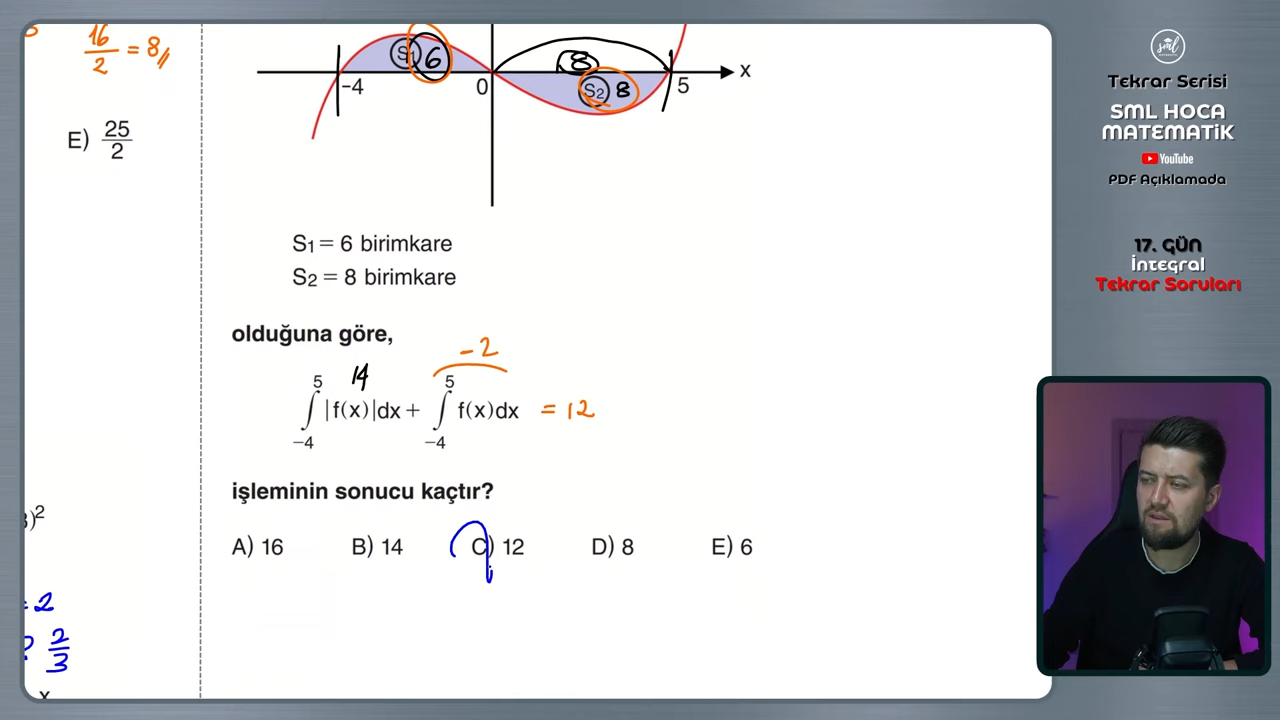 16/2 = 8
E) 25/2
S1 6
8
S2 8
-4
0
5
x
S1 = 6 birimkare
S2 = 8 birimkare
olduğuna göre,
14
-2
5∫−4 |f(x)|dx + 5∫−4 f(x)dx = 12
işleminin sonucu kaçtır?
A) 16 B) 14 C) 12 D) 8 E) 6
)²
= 2
2/3
x
sml
Tekrar Serisi
SML HOCA
MATEMATİK
YouTube
PDF Açıklamada
17. GÜN
İntegral
Tekrar Soruları